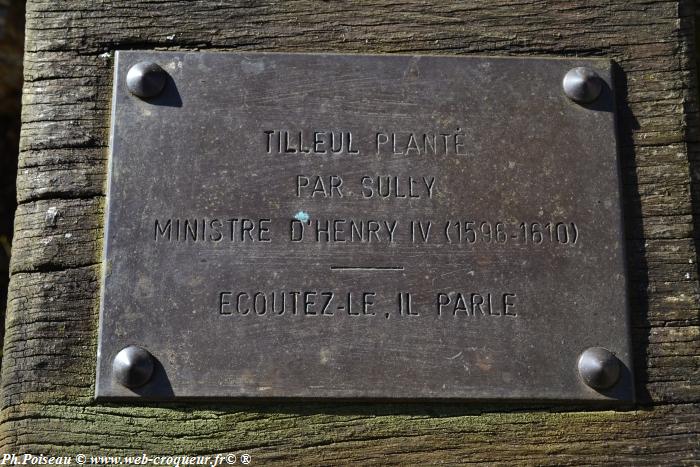 TILLEUL PLANTÉ
PAR SULLY
MINISTRE D'HENRY IV (1596-1610)
ECOUTEZ-LE, IL PARLE
Ph.Poiseau ©www-web-croqueur.fr© ®